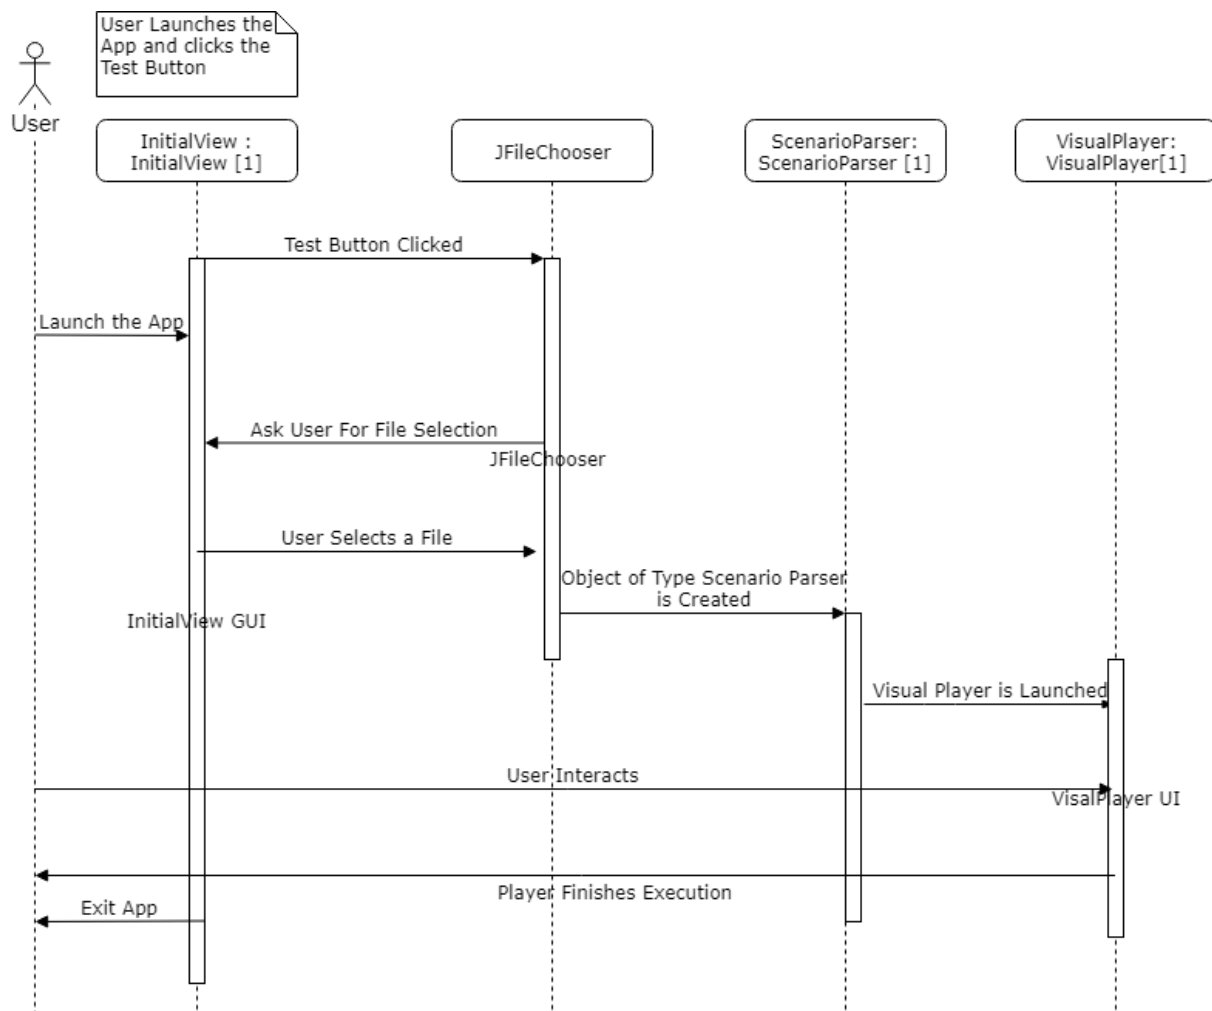 User Launches the
App and clicks the
Test Button
User
InitialView :
InitialView [1]
JFileChooser
ScenarioParser:
ScenarioParser [1]
VisualPlayer:
VisualPlayer[1]
Test Button Clicked
Launch the App
Ask User For File Selection
JFileChooser
User Selects a File
Object of Type Scenario Parser
is Created
InitialView GUI
Visual Player is Launched
User Interacts
VisalPlayer UI
Player Finishes Execution
Exit App